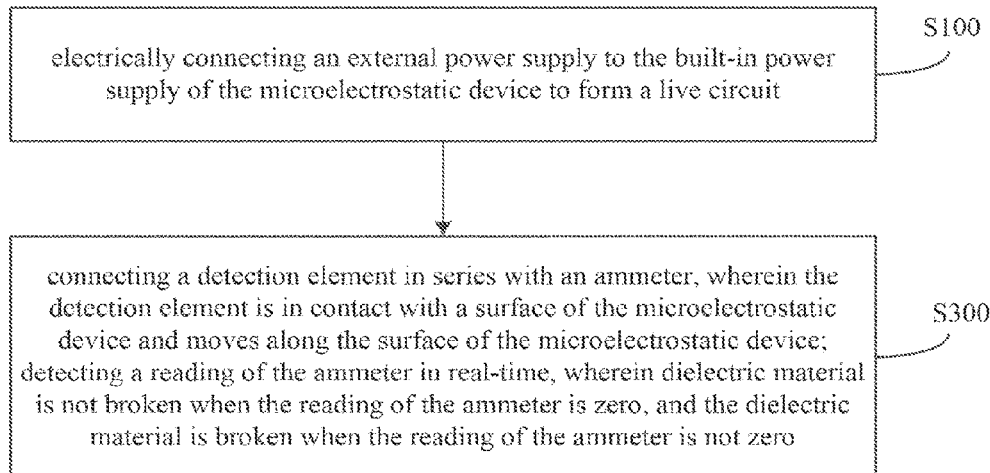 S100
electrically connecting an external power supply to the built-in power
supply of the microelectrostatic device to form a live circuit
S300
connecting a detection element in series with an ammeter, wherein the
detection element is in contact with a surface of the microelectrostatic
device and moves along the surface of the microelectrostatic device;
detecting a reading of the ammeter in real-time, wherein dielectric material
is not broken when the reading of the ammeter is zero, and the dielectric
material is broken when the reading of the ammeter is not zero